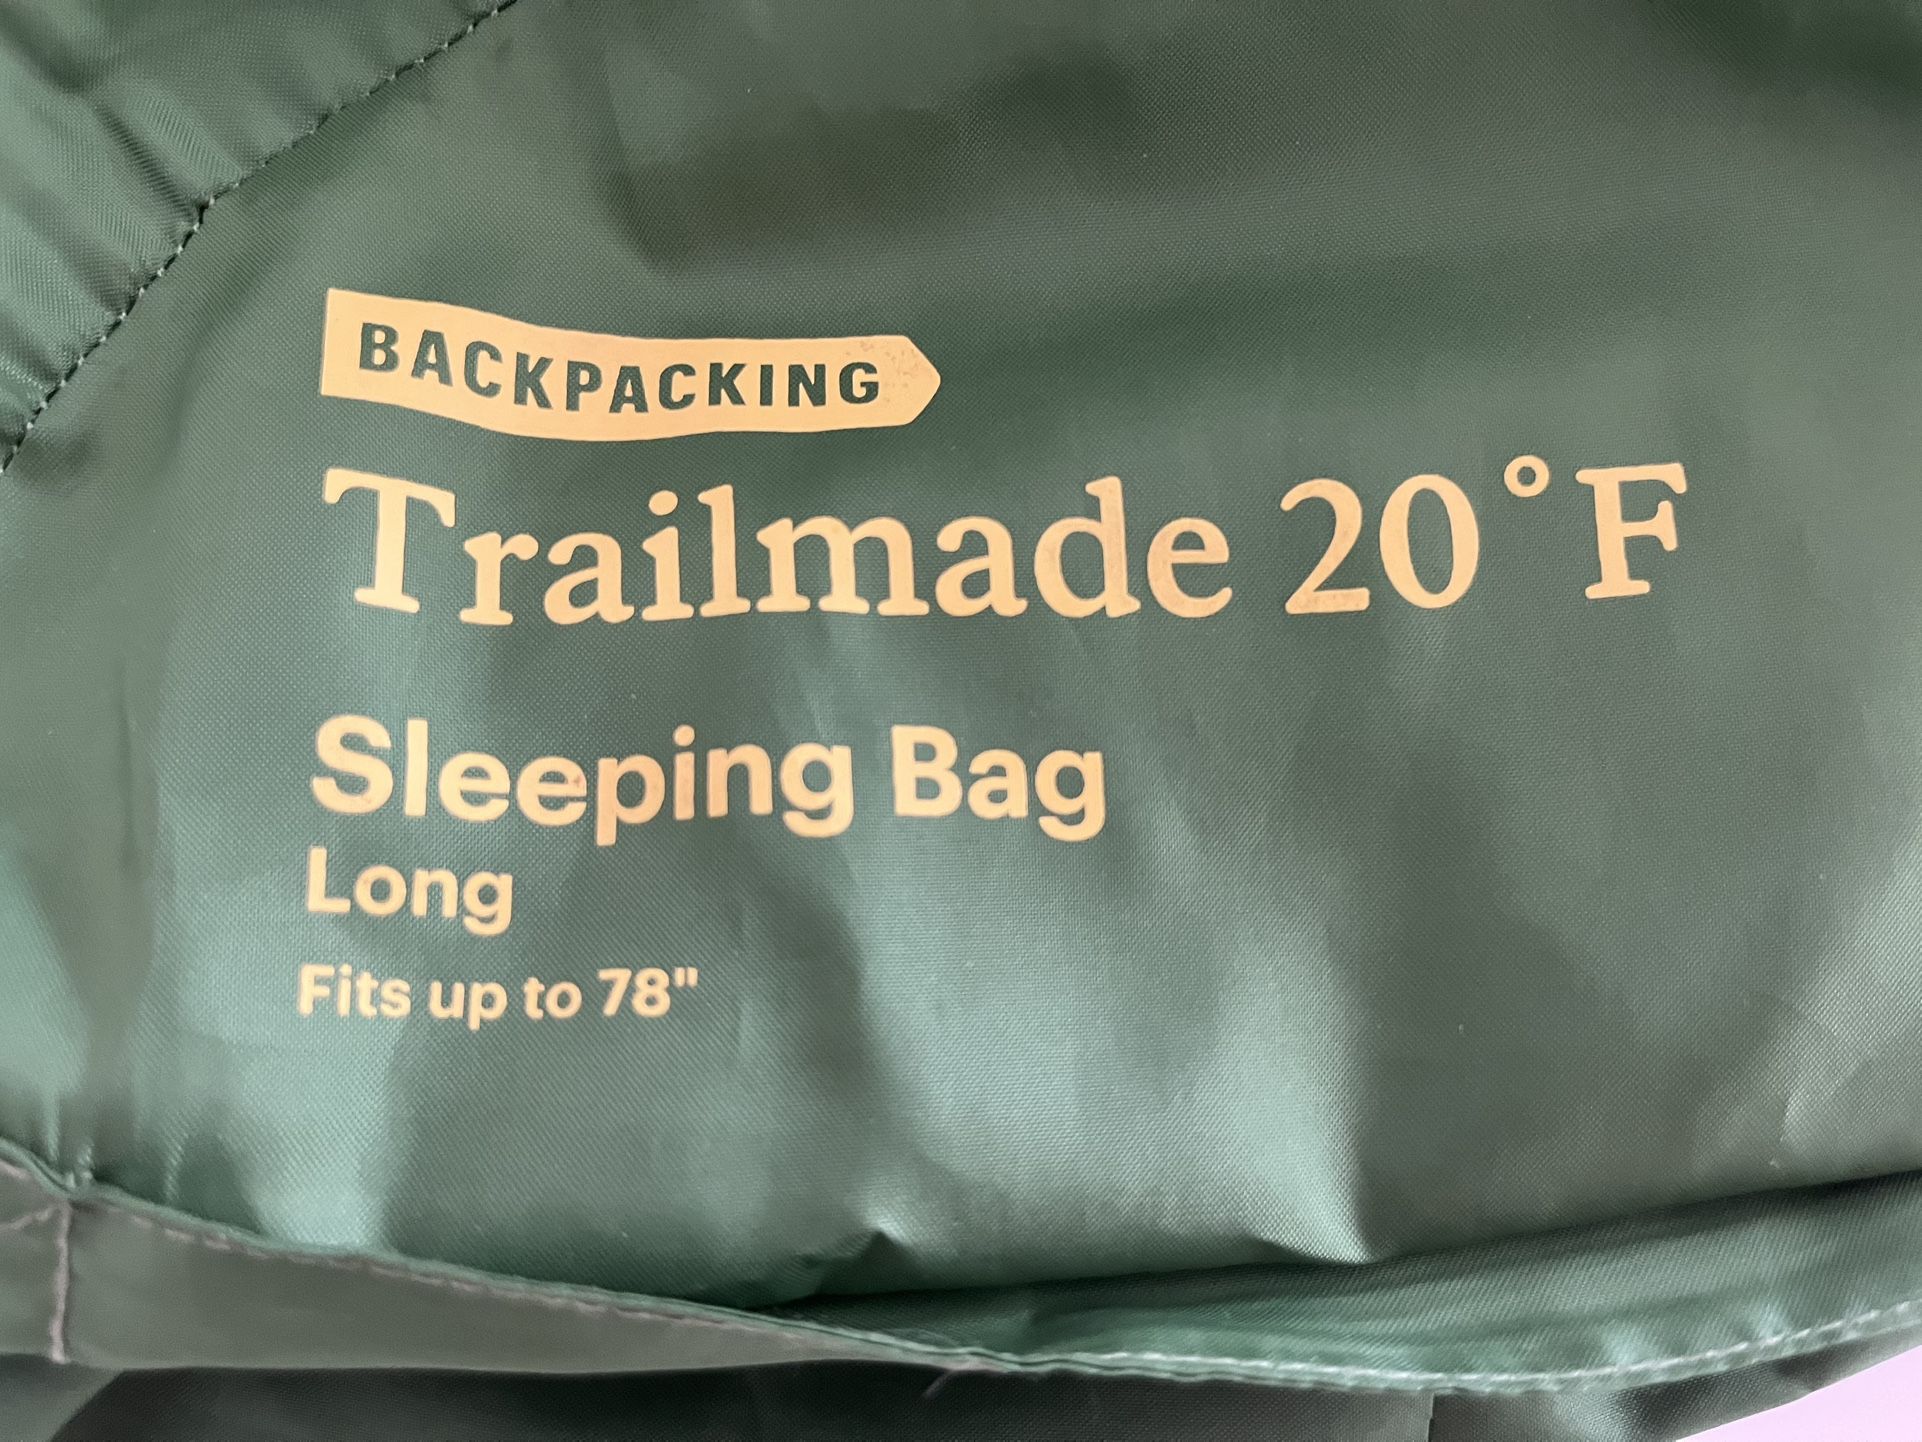 BACKPACKING
Trailmade 20°F
Sleeping Bag
Long
Fits up to 78"